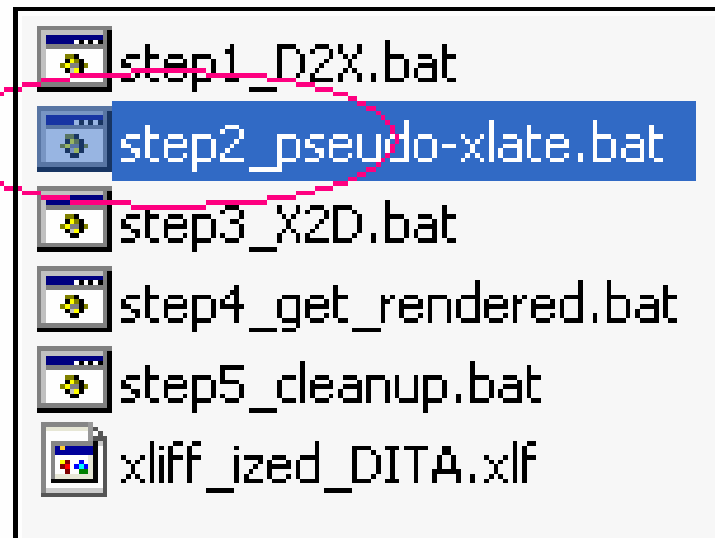 step1_D2X.bat
step2_pseudo-xlate.bat
step3_X2D.bat
step4_get_rendered.bat
step5_cleanup.bat
xliff_ized_DITA.xlf